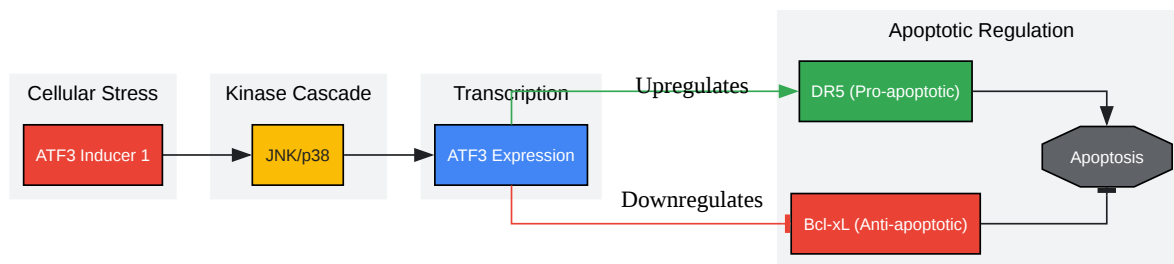 Cellular Stress
ATF3 Inducer 1
Kinase Cascade
JNK/p38
Transcription
ATF3 Expression
Upregulates
Downregulates
Apoptotic Regulation
DR5 (Pro-apoptotic)
Apoptosis
Bcl-xL (Anti-apoptotic)